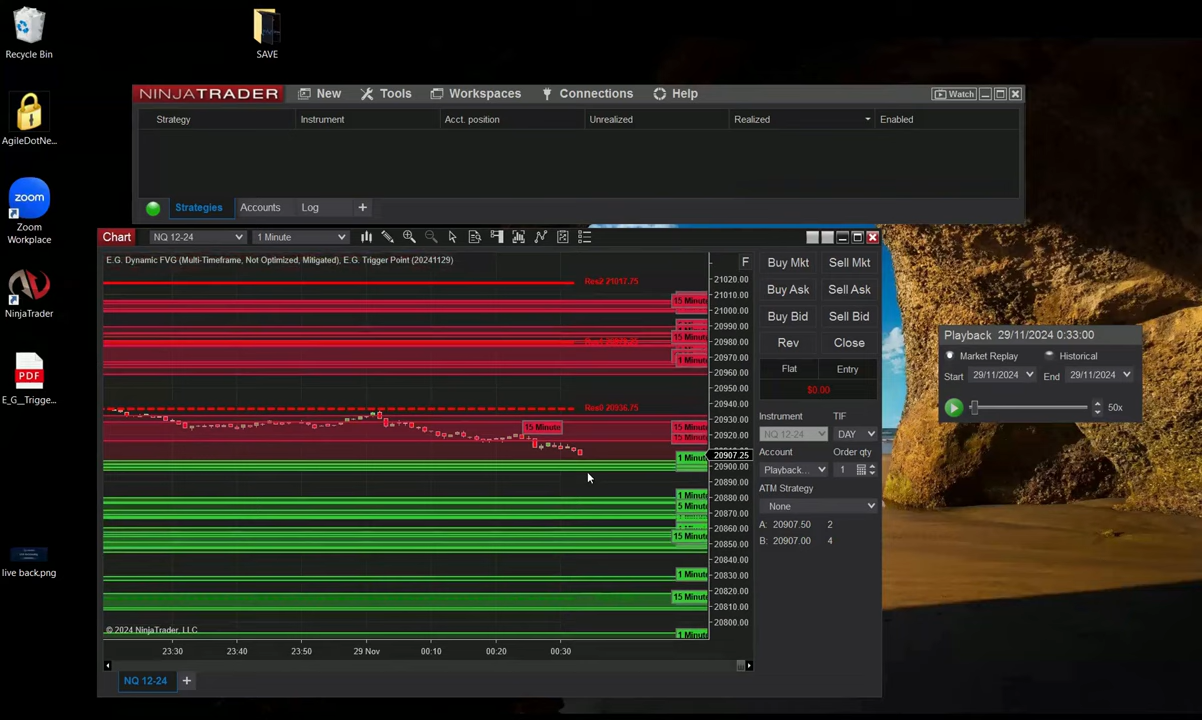 Recycle Bin
SAVE
AgileDotNe...
Zoom
Workplace
NinjaTrader
E_G__Trigge...
PDF
live back.png
NINJATRADER New Tools Workspaces Connections Help Watch
Strategy Instrument Acct. position Unrealized Realized Enabled
Strategies Accounts Log +
Chart NQ 12-24 1 Minute
E.G. Dynamic FVG (Multi-Timeframe, Not Optimized, Mitigated), E.G. Trigger Point (20241129)
F
Res2 21017.75
15 Minute
15 Minute
1 Minute
15 Minute
15 Minute
1 Minute
1 Minute
5 Minute
15 Minute
1 Minute
15 Minute
1 Minute
21020.00
21010.00
21000.00
20990.00
20980.00
20970.00
20960.00
20950.00
20940.00
20930.00
20920.00
20907.25
20900.00
20890.00
20880.00
20870.00
20860.00
20850.00
20840.00
20830.00
20820.00
20810.00
20800.00
© 2024 NinjaTrader, LLC.
23:30 23:40 23:50 29 Nov 00:10 00:20 00:30
NQ 12-24 +
Buy Mkt Sell Mkt
Buy Ask Sell Ask
Buy Bid Sell Bid
Rev Close
Flat Entry
$0.00
Instrument TIF
NQ 12-24 DAY
Account Order qty
Playback... 1
ATM Strategy
None
A: 20907.50 2
B: 20907.00 4
Playback 29/11/2024 0:33:00
Market Replay Historical
Start 29/11/2024 End 29/11/2024
50x